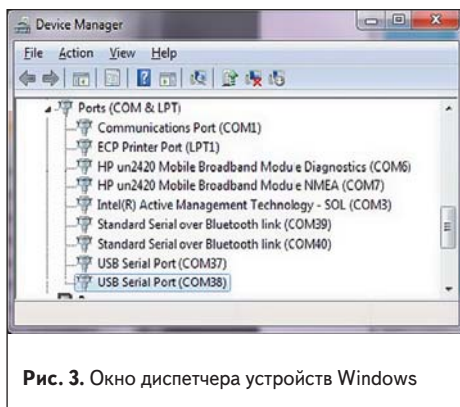 Device Manager
File Action View Help
Ports (COM & LPT)
Communications Port (COM1)
ECP Printer Port (LPT1)
HP un2420 Mobile Broadband Modu e Diagnostics (COM6)
HP un2420 Mobile Broadband Modu e NMEA (COM7)
Intel(R) Active Management Technology - SOL (COM3)
Standard Serial over Bluetooth link (COM39)
Standard Serial over Bluetooth link (COM40)
USB Serial Port (COM37)
USB Serial Port (COM38)
Рис. 3. Окно диспетчера устройств Windows